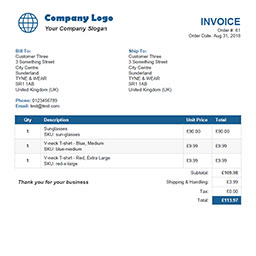 Company Logo
Your Company Slogan
INVOICE
Order #: 61
Order Date: Aug 31, 2018
Bill To:
Customer Three
3 Something Street
City Centre
Sunderland
TYNE & WEAR
SR1 1AB
United Kingdom (UK)
Ship To:
Customer Three
3 Something Street
City Centre
Sunderland
TYNE & WEAR
SR1 1AB
United Kingdom (UK)
Phone: 0123456789
Email: test@test.com
Qty Description Unit Price Total
1 Sunglasses £90.00 £90.00
SKU: sunglasses
1 V-neck T-shirt - Blue, Medium £9.99 £9.99
SKU: blue-medium
1 V-neck T-shirt - Red, Extra Large £9.99 £9.99
SKU: red-x-large
Subtotal: £109.98
Thank you for your business
Shipping & Handling: £3.99
Tax: £0.00
Total: £113.97